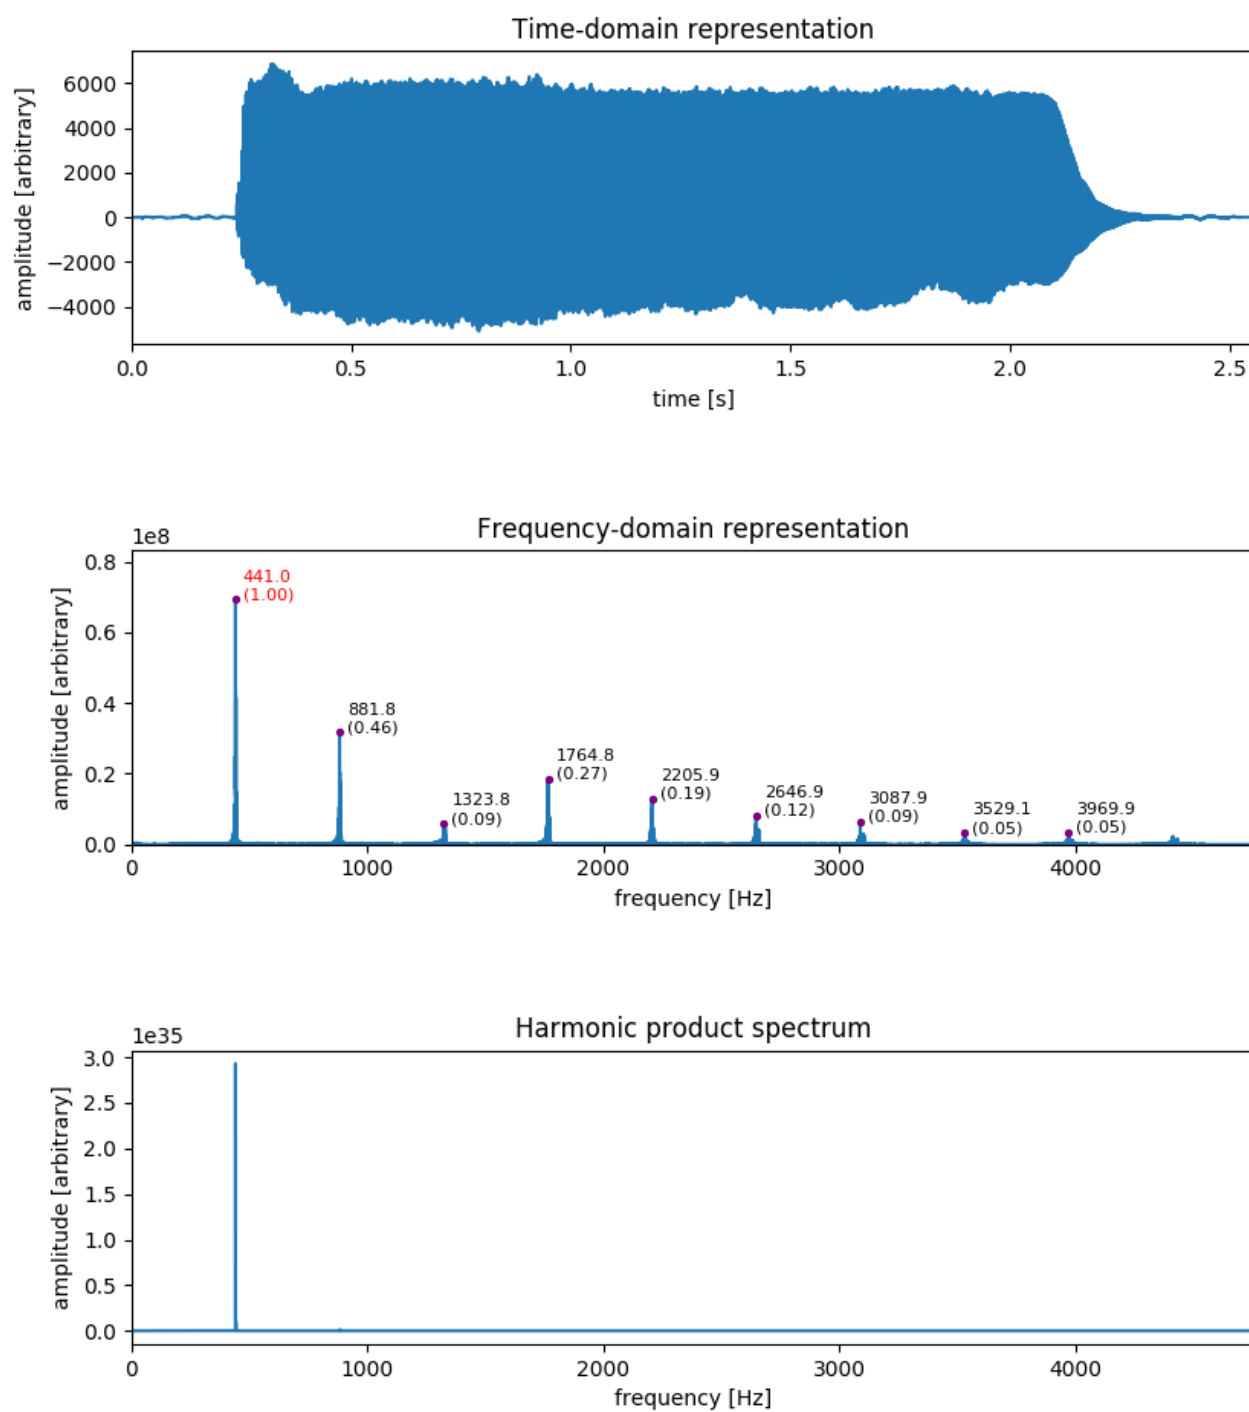 Time-domain representation
amplitude [arbitrary]
6000
4000
2000
0
−2000
−4000
0.0 0.5 1.0 1.5 2.0 2.5
time [s]
Frequency-domain representation
1e8
amplitude [arbitrary]
0.8
0.6
0.4
0.2
0.0
441.0
(1.00)
881.8
(0.46)
1323.8
(0.09)
1764.8
(0.27)
2205.9
(0.19)
2646.9
(0.12)
3087.9
(0.09)
3529.1
(0.05)
3969.9
(0.05)
0 1000 2000 3000 4000
frequency [Hz]
Harmonic product spectrum
1e35
amplitude [arbitrary]
3.0
2.5
2.0
1.5
1.0
0.5
0.0
0 1000 2000 3000 4000
frequency [Hz]